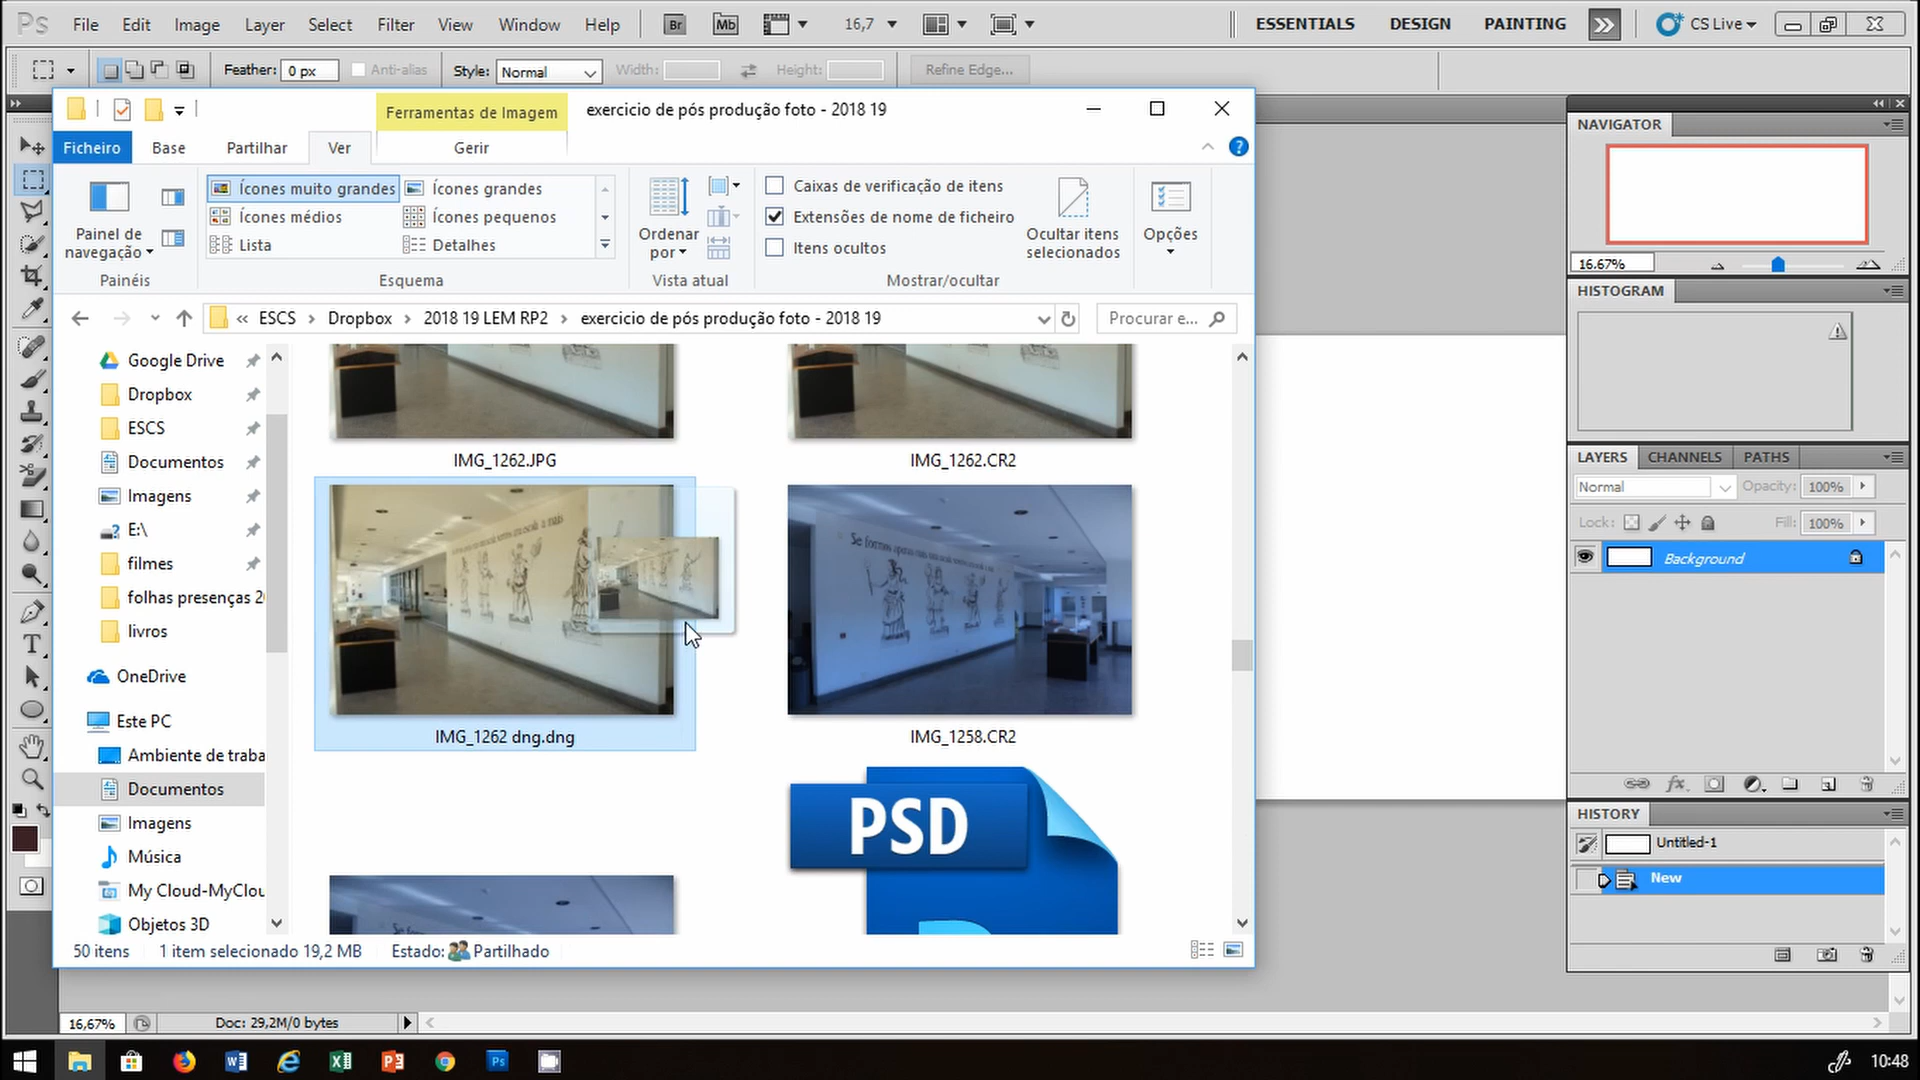 Ps File Edit Image Layer Select Filter View Window Help Br Mb 16,7 ESSENTIALS DESIGN PAINTING CS Live
Feather: 0 px Anti-alias Style: Normal Width: Height: Refine Edge...
Ferramentas de Imagem exercicio de pós produção foto - 2018 19
Ficheiro Base Partilhar Ver Gerir
Painel de navegação
Painéis
Ícones muito grandes Ícones grandes
Ícones médios Ícones pequenos
Lista Detalhes
Esquema
Ordenar por
Vista atual
Caixas de verificação de itens
Extensões de nome de ficheiro
Itens ocultos
Ocultar itens selecionados
Mostrar/ocultar
Opções
« ESCS > Dropbox > 2018 19 LEM RP2 > exercicio de pós produção foto - 2018 19
Procurar e...
Google Drive
Dropbox
ESCS
Documentos
Imagens
E:\
filmes
folhas presenças 2
livros
OneDrive
Este PC
Ambiente de traba
Documentos
Imagens
Música
My Cloud-MyClou
Objetos 3D
IMG_1262.JPG
IMG_1262.CR2
IMG_1262 dng.dng
IMG_1258.CR2
PSD
50 itens 1 item selecionado 19,2 MB Estado: Partilhado
NAVIGATOR
16.67%
HISTOGRAM
LAYERS CHANNELS PATHS
Normal Opacity: 100%
Lock: Fill: 100%
Background
HISTORY
Untitled-1
New
16,67% Doc: 29,2M/0 bytes
10:48